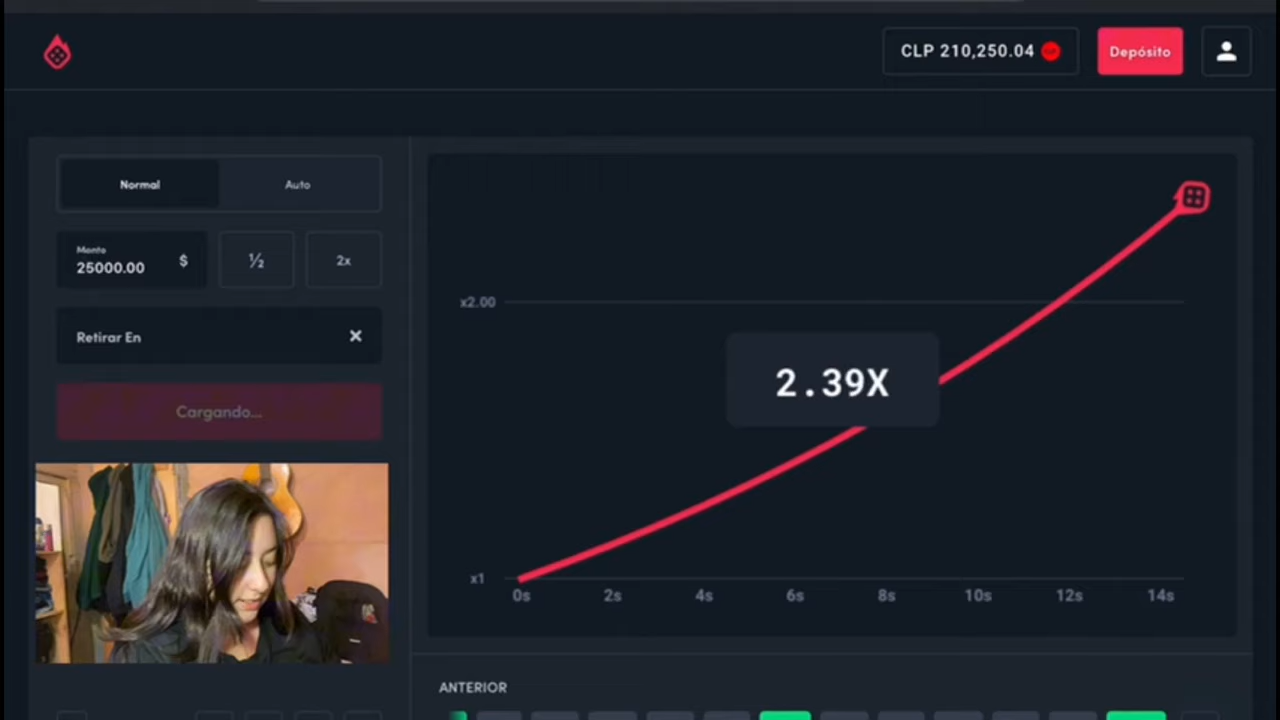 CLP 210,250.04
Depósito
Normal
Auto
Monto
25000.00
$
½
2x
Retirar En
Cargando...
x2.00
2.39X
x1
0s
2s
4s
6s
8s
10s
12s
14s
ANTERIOR